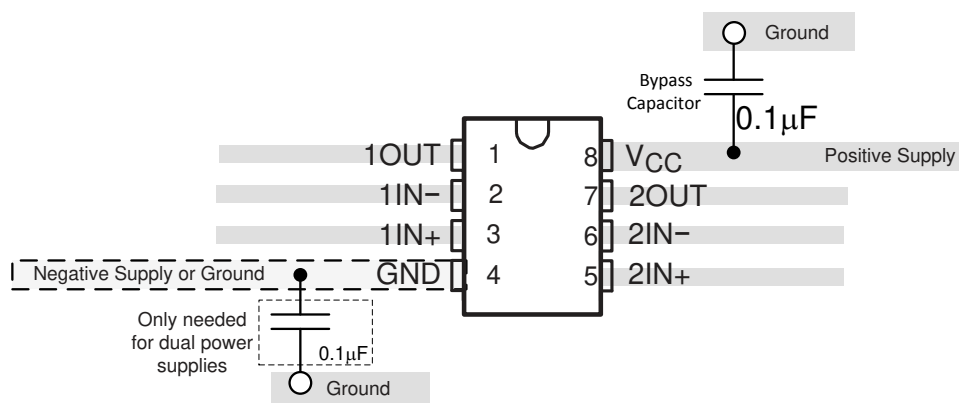 Ground
Bypass
Capacitor
0.1μF
1OUT 1 8 VCC Positive Supply
1IN− 2 7 2OUT
1IN+ 3 6 2IN−
Negative Supply or Ground GND 4 5 2IN+
Only needed
for dual power
supplies
0.1μF
Ground